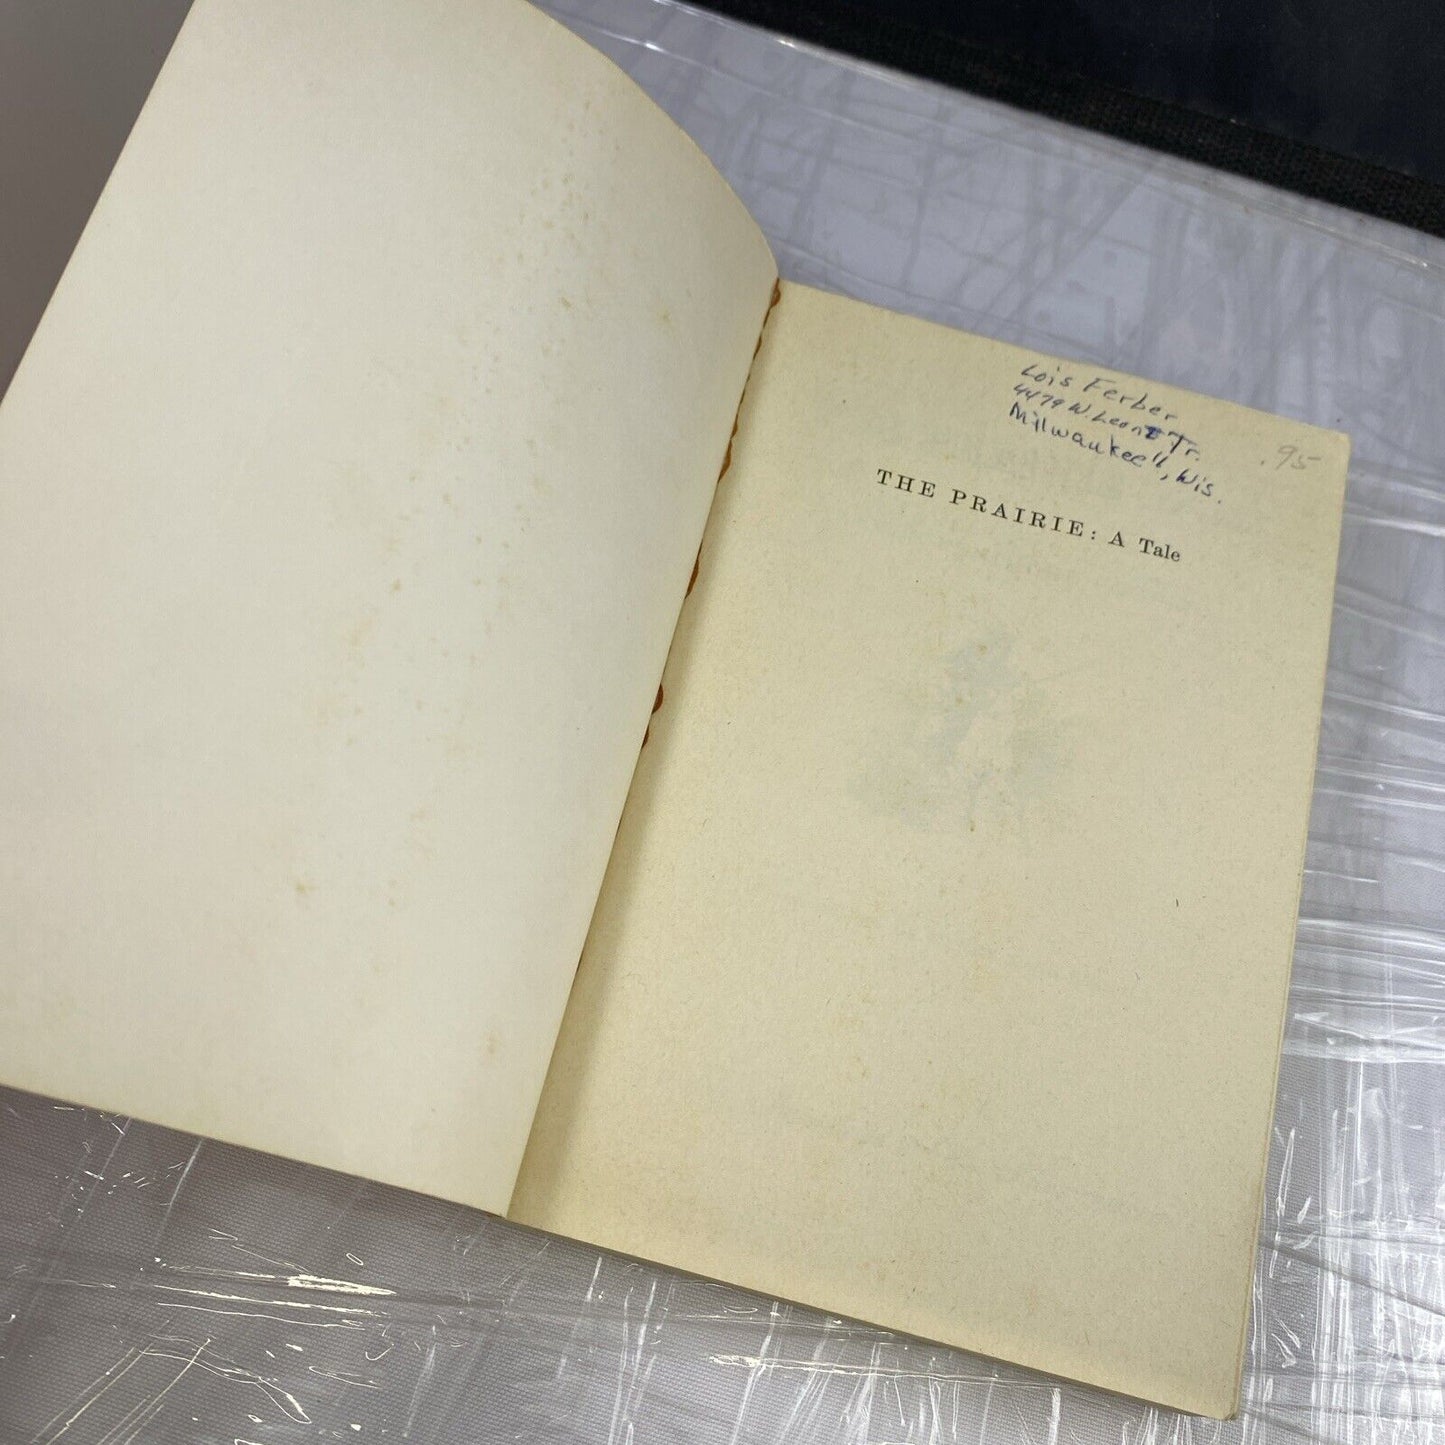 Lois Ferber
4479 W. Leon Tr.
Milwaukee 11, Wis.
.95
THE PRAIRIE: A Tale